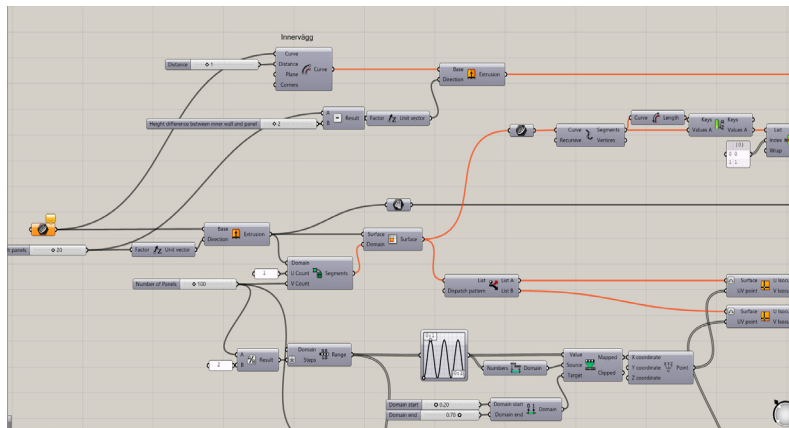 Innervägg
Curve
Distance
Plane
Corners
Curve
Distance
1
Base
Direction
Extrusion
Height difference between inner wall and panel
2
A
B
Result
Factor
Unit vector
Curve
Length
Keys
Values A
Keys
Values A
Curve
Recursive
Segments
Vertices
List
Index
Wrap
{0}
0 0
1 1
Base
Direction
Extrusion
n panels
20
Factor
Unit vector
Surface
Domain
Surface
Domain
U Count
V Count
Segments
1
Number of Panels
100
List
Dispatch pattern
List A
List B
Surface
UV point
U Isocu
V Isocu
Surface
UV point
U Isocu
V Isocu
A
B
Result
2
Domain
Steps
Range
Numbers
Domain
Value
Source
Target
Mapped
Clipped
X coordinate
Y coordinate
Z coordinate
Point
Domain start
0.20
Domain end
0.70
Domain start
Domain end
Domain